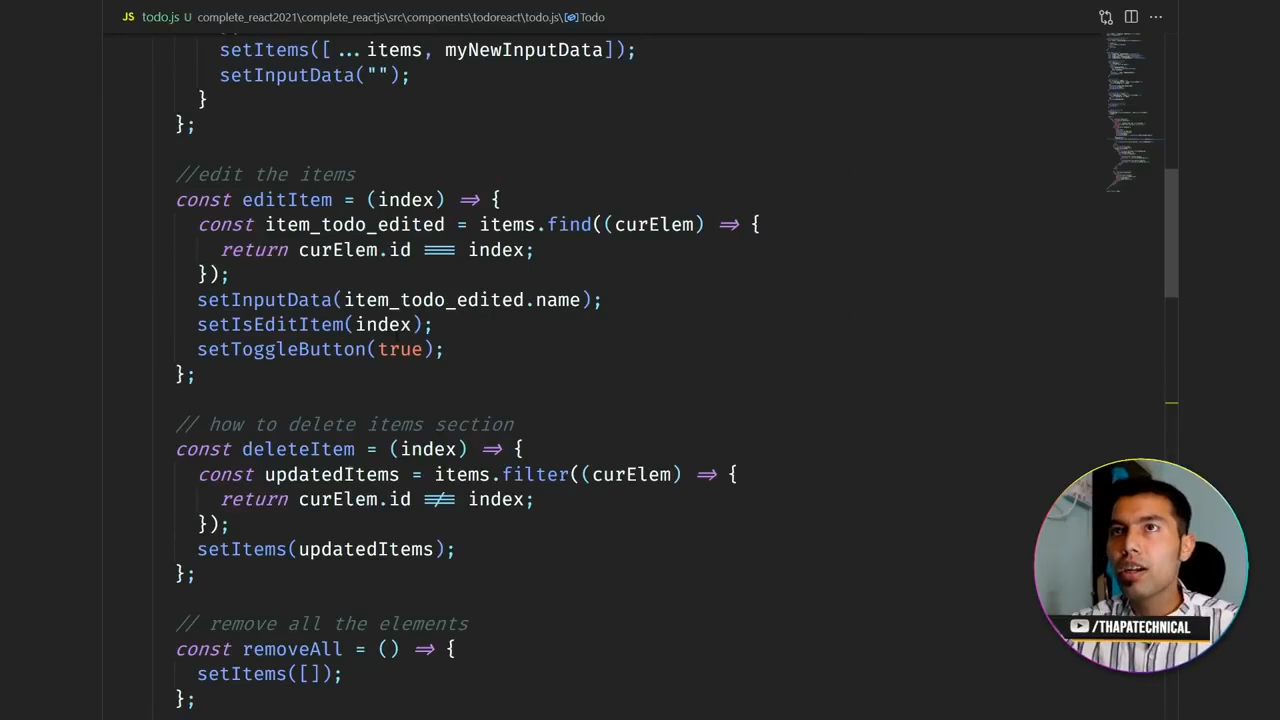 JS todo.js U complete_react2021\complete_reactjs\src\components\todoreact\todo.js\Todo
setItems([...items, myNewInputData]);
setInputData("");
}
};
//edit the items
const editItem = (index) => {
const item_todo_edited = items.find((curElem) => {
return curElem.id === index;
});
setInputData(item_todo_edited.name);
setIsEditItem(index);
setToggleButton(true);
};
// how to delete items section
const deleteItem = (index) => {
const updatedItems = items.filter((curElem) => {
return curElem.id !== index;
});
setItems(updatedItems);
};
// remove all the elements
const removeAll = () => {
setItems([]);
};
/THAPATECHNICAL